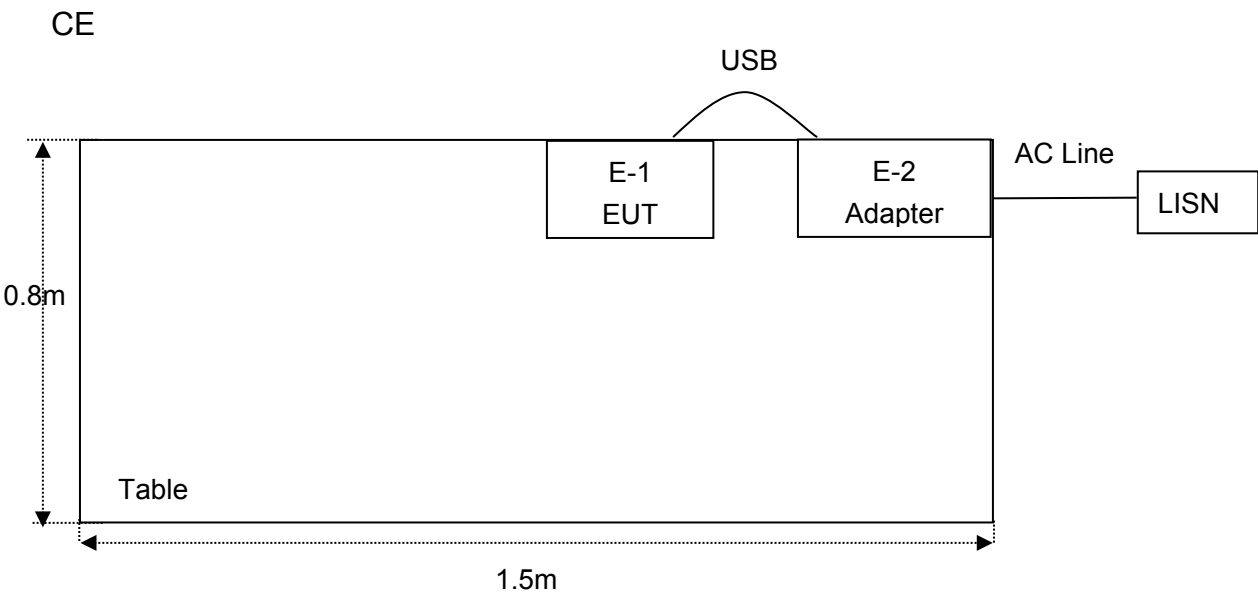 CE
USB
E-1
EUT
E-2
Adapter
AC Line
LISN
0.8m
Table
1.5m